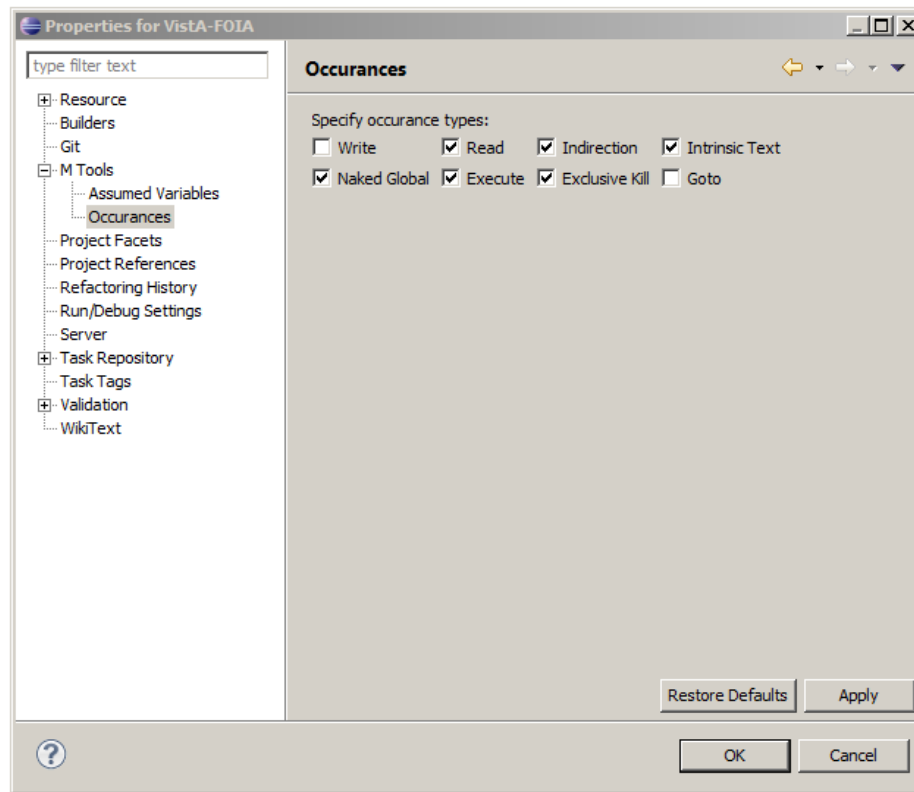 Properties for VistA-FOIA
type filter text
Resource
Builders
Git
M Tools
Assumed Variables
Occurances
Project Facets
Project References
Refactoring History
Run/Debug Settings
Server
Task Repository
Task Tags
Validation
WikiText
Occurances
Specify occurance types:
Write Read Indirection Intrinsic Text
Naked Global Execute Exclusive Kill Goto
Restore Defaults Apply
OK Cancel